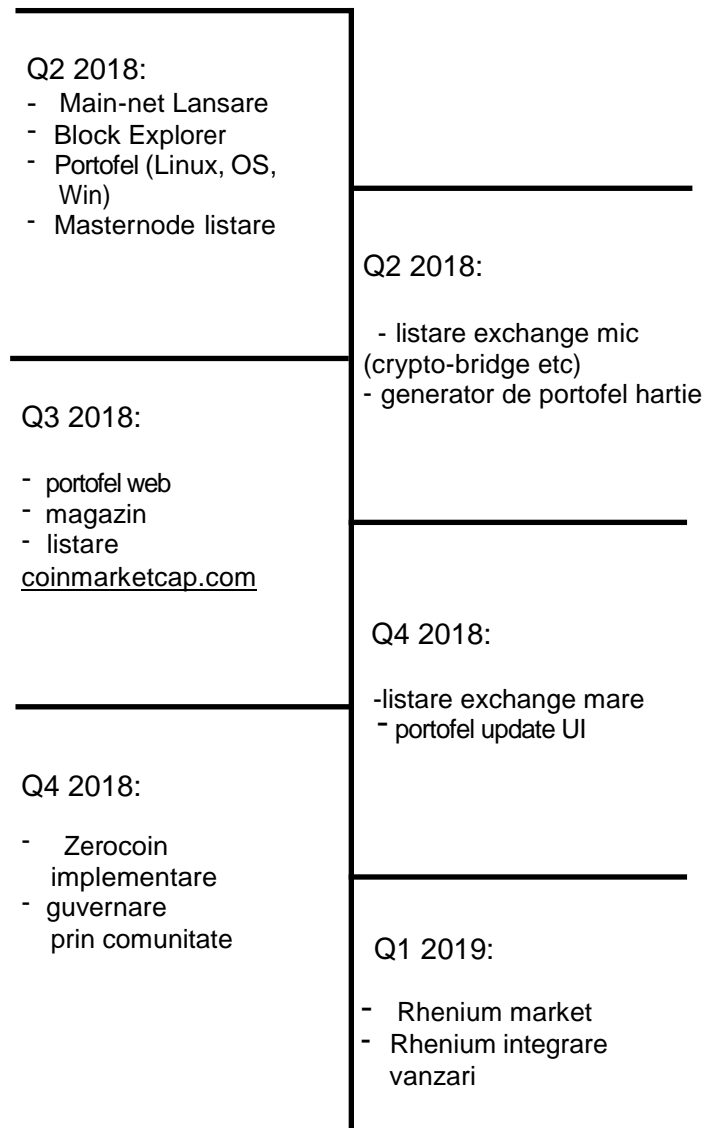 Q2 2018:
- Main-net Lansare
- Block Explorer
- Portofel (Linux, OS,
Win)
- Masternode listare
Q2 2018:
- listare exchange mic
(crypto-bridge etc)
- generator de portofel hartie
Q3 2018:
- portofel web
- magazin
- listare
coinmarketcap.com
Q4 2018:
-listare exchange mare
- portofel update UI
Q4 2018:
- Zerocoin
implementare
- guvernare
prin comunitate
Q1 2019:
- Rhenium market
- Rhenium integrare
vanzari